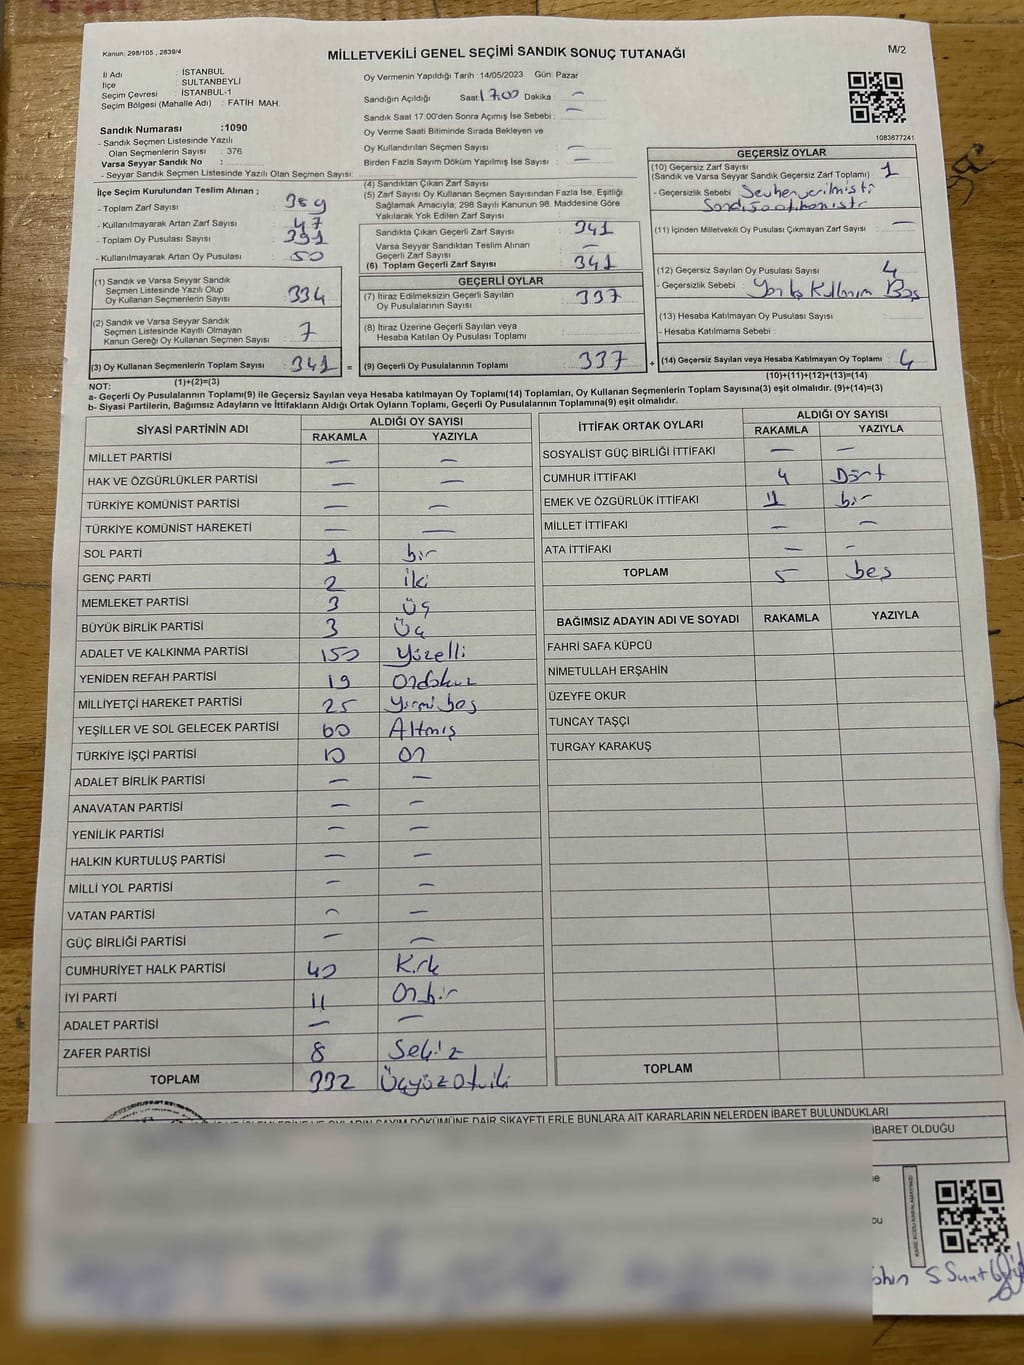 Kanun: 298/105 , 2839/4
MİLLETVEKİLİ GENEL SEÇİMİ SANDIK SONUÇ TUTANAĞI
M/2
İl Adı : İSTANBUL
İlçe : SULTANBEYLİ
Seçim Çevresi : İSTANBUL-1
Seçim Bölgesi (Mahalle Adı) : FATİH MAH.
Sandık Numarası :1090
- Sandık Seçmen Listesinde Yazılı
Olan Seçmenlerin Sayısı : 376
Varsa Seyyar Sandık No :
- Seyyar Sandık Seçmen Listesinde Yazılı Olan Seçmen Sayısı:
Oy Vermenin Yapıldığı Tarih :14/05/2023 Gün: Pazar
Sandığın Açıldığı Saat 17.00 Dakika : —
Sandık Saat 17:00'den Sonra Açımış İse Sebebi : —
Oy Verme Saati Bitiminde Sırada Bekleyen ve
Oy Kullandırılan Seçmen Sayısı : —
Birden Fazla Sayım Döküm Yapılmış İse Sayısı : —
1083677241
İlçe Seçim Kurulundan Teslim Alınan ;
- Toplam Zarf Sayısı : 389
- Kullanılmayarak Artan Zarf Sayısı : 47
- Toplam Oy Pusulası Sayısı : 391
- Kullanılmayarak Artan Oy Pusulası : 50
(4) Sandıktan Çıkan Zarf Sayısı
(5) Zarf Sayısı Oy Kullanan Seçmen Sayısından Fazla İse, Eşitliği
Sağlamak Amacıyla; 298 Sayılı Kanunun 98. Maddesine Göre
Yakılarak Yok Edilen Zarf Sayısı :
Sandıkta Çıkan Geçerli Zarf Sayısı : 341
Varsa Seyyar Sandıktan Teslim Alınan
Geçerli Zarf Sayısı : —
(6) Toplam Geçerli Zarf Sayısı : 341
GEÇERSİZ OYLAR
(10) Geçersiz Zarf Sayısı : 1
(Sandık ve Varsa Seyyar Sandık Geçersiz Zarf Toplamı)
- Geçersizlik Sebebi :
(11) İçinden Milletvekili Oy Pusulası Çıkmayan Zarf Sayısı : —
(12) Geçersiz Sayılan Oy Pusulası Sayısı : 4
- Geçersizlik Sebebi :
(13) Hesaba Katılmayan Oy Pusulası Sayısı :
- Hesaba Katılmama Sebebi :
(14) Geçersiz Sayılan veya Hesaba Katılmayan Oy Toplamı : 4
(10)+(11)+(12)+(13)=(14)
(1) Sandık ve Varsa Seyyar Sandık
Seçmen Listesinde Yazılı Olup
Oy Kullanan Seçmenlerin Sayısı : 334
(2) Sandık ve Varsa Seyyar Sandık
Seçmen Listesinde Kayıtlı Olmayan
Kanun Gereği Oy Kullanan Seçmen Sayısı : 7
(3) Oy Kullanan Seçmenlerin Toplam Sayısı : 341 =
(1)+(2)=(3)
GEÇERLİ OYLAR
(7) İtiraz Edilmeksizin Geçerli Sayılan
Oy Pusulalarının Sayısı : 337
(8) İtiraz Üzerine Geçerli Sayılan veya
Hesaba Katılan Oy Pusulası Toplamı :
(9) Geçerli Oy Pusulalarının Toplamı : 337 +
NOT:
a- Geçerli Oy Pusulalarının Toplamı(9) ile Geçersiz Sayılan veya Hesaba katılmayan Oy Toplamı(14) Toplamları, Oy Kullanan Seçmenlerin Toplam Sayısına(3) eşit olmalıdır. (9)+(14)=(3)
b- Siyasi Partilerin, Bağımsız Adayların ve İttifakların Aldığı Ortak Oyların Toplamı, Geçerli Oy Pusulalarının Toplamına(9) eşit olmalıdır.
SİYASİ PARTİNİN ADI ALDIĞI OY SAYISI
RAKAMLA YAZIYLA
MİLLET PARTİSİ — —
HAK VE ÖZGÜRLÜKLER PARTİSİ — —
TÜRKİYE KOMÜNİST PARTİSİ — —
TÜRKİYE KOMÜNİST HAREKETİ — —
SOL PARTİ 1 bir
GENÇ PARTİ 2 iki
MEMLEKET PARTİSİ 3 Üç
BÜYÜK BİRLİK PARTİSİ 3 Üç
ADALET VE KALKINMA PARTİSİ 150 Yüzelli
YENİDEN REFAH PARTİSİ 19 Ondokuz
MİLLİYETÇİ HAREKET PARTİSİ 25 Yirmibeş
YEŞİLLER VE SOL GELECEK PARTİSİ 60 Altmış
TÜRKİYE İŞÇİ PARTİSİ 10 On
ADALET BİRLİK PARTİSİ — —
ANAVATAN PARTİSİ — —
YENİLİK PARTİSİ — —
HALKIN KURTULUŞ PARTİSİ — —
MİLLİ YOL PARTİSİ — —
VATAN PARTİSİ — —
GÜÇ BİRLİĞİ PARTİSİ — —
CUMHURİYET HALK PARTİSİ 40 Kırk
İYİ PARTİ 11 Onbir
ADALET PARTİSİ — —
ZAFER PARTİSİ 8 Sekiz
TOPLAM 332 Üçyüzotuziki
İTTİFAK ORTAK OYLARI ALDIĞI OY SAYISI
RAKAMLA YAZIYLA
SOSYALİST GÜÇ BİRLİĞİ İTTİFAKI — —
CUMHUR İTTİFAKI 4 Dört
EMEK VE ÖZGÜRLÜK İTTİFAKI 1 bir
MİLLET İTTİFAKI — —
ATA İTTİFAKI — —
TOPLAM 5 beş
BAĞIMSIZ ADAYIN ADI VE SOYADI RAKAMLA YAZIYLA
FAHRİ SAFA KÜPCÜ
NİMETULLAH ERŞAHİN
ÜZEYFE OKUR
TUNCAY TAŞÇI
TURGAY KARAKUŞ
TOPLAM
SAYIM DÖKÜMÜNE DAİR ŞİKAYETLERLE BUNLARA AİT KARARLARIN NELERDEN İBARET BULUNDUKLARI
İBARET OLDUĞU